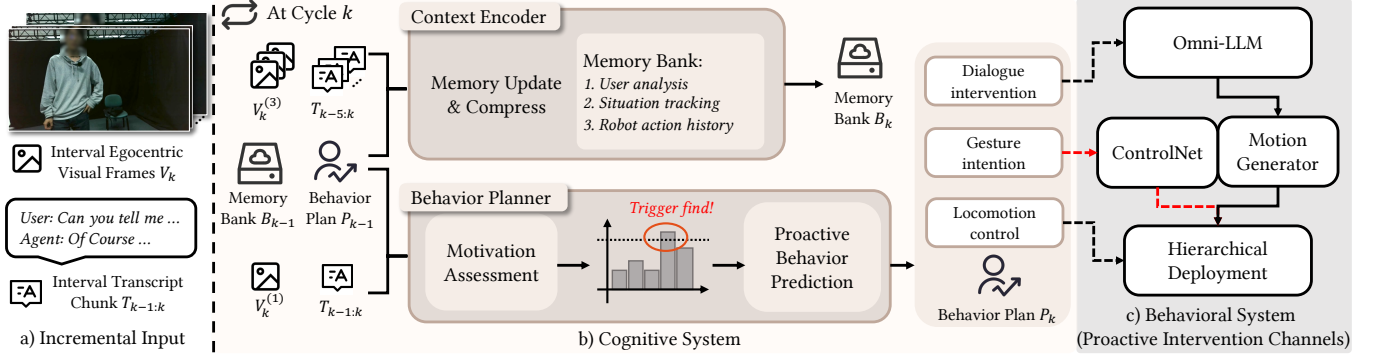 Interval Egocentric
Visual Frames V_k
User: Can you tell me ...
Agent: Of Course ...
Interval Transcript
Chunk T_{k−1:k}
a) Incremental Input
At Cycle k
V_k^{(3)}
T_{k−5:k}
Memory
Bank B_{k−1}
Behavior
Plan P_{k−1}
V_k^{(1)}
T_{k−1:k}
Context Encoder
Memory Update
& Compress
Memory Bank:
1. User analysis
2. Situation tracking
3. Robot action history
Memory
Bank B_k
Behavior Planner
Motivation
Assessment
Trigger find!
Proactive
Behavior
Prediction
b) Cognitive System
Dialogue
intervention
Gesture
intention
Locomotion
control
Behavior Plan P_k
Omni-LLM
ControlNet
Motion
Generator
Hierarchical
Deployment
c) Behavioral System
(Proactive Intervention Channels)